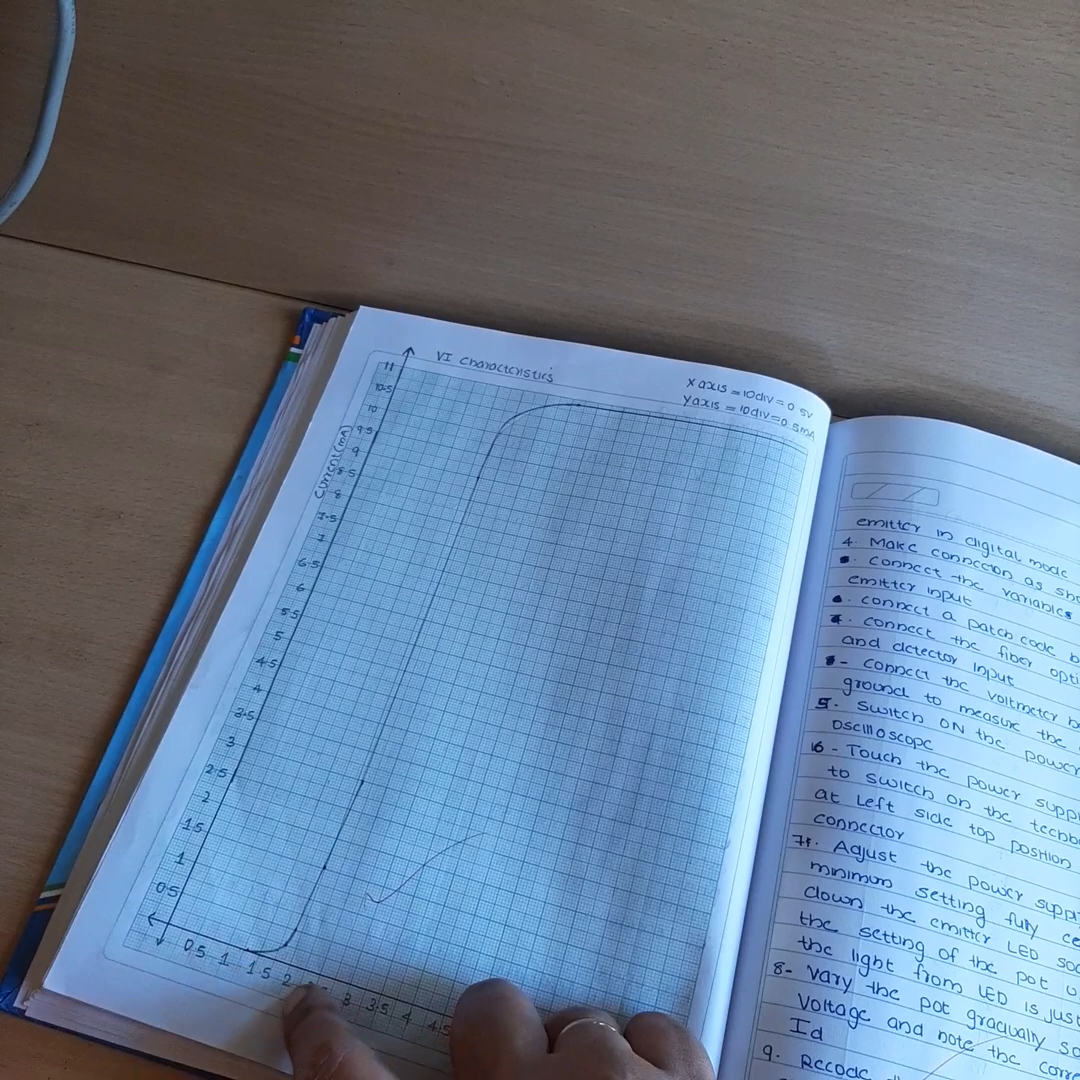 VI Characteristics
X axis = 10div = 0 5V
Y axis = 10div = 0 5mA
11
10.5
10
9.5
9
8.5
8
7.5
7
6.5
6
5.5
5
4.5
4
3.5
3
2.5
2
1.5
1
0.5
Current (mA)
0.5 1 1.5 2 3 3.5 4 4.5
emitter in digital mode
4. Make connection as
connect the variables
emitter input
connect a patch code
connect the fiber
and detector input
connect the voltmeter
ground to measure the
5. Switch ON the power
oscilloscope
6 - Touch the power
to switch on the
at left side top position
connector
7. Adjust the power
minimum setting fully
down the emitter LED
the setting of the pot
the light from LED is just
8- Vary the pot gradually
Voltage and note the
Id
9.